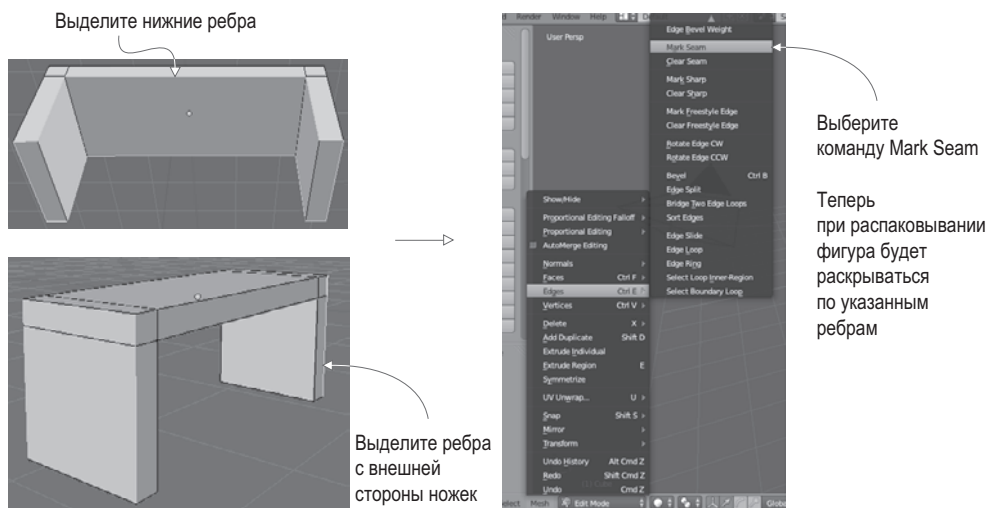 Выделите нижние ребра
Выделите ребра
с внешней
стороны ножек
Render Window Help
User Persp
Edge Bevel Weight
Mark Seam
Clear Seam
Mark Sharp
Clear Sharp
Mark Freestyle Edge
Clear Freestyle Edge
Rotate Edge CW
Rotate Edge CCW
Bevel Ctrl B
Edge Split
Bridge Two Edge Loops
Sort Edges
Edge Slide
Edge Loop
Edge Ring
Select Loop Inner-Region
Select Boundary Loop
Show/Hide
Proportional Editing Falloff
Proportional Editing
AutoMerge Editing
Normals
Faces Ctrl F
Edges Ctrl E
Vertices Ctrl V
Delete X
Add Duplicate Shift D
Extrude Individual
Extrude Region E
Symmetrize
UV Unwrap... U
Snap Shift S
Mirror
Transform
Undo History Alt Cmd Z
Redo Shift Cmd Z
Undo Cmd Z
Mesh Edit Mode
Выберите
команду Mark Seam
Теперь
при распаковывании
фигура будет
раскрываться
по указанным
ребрам